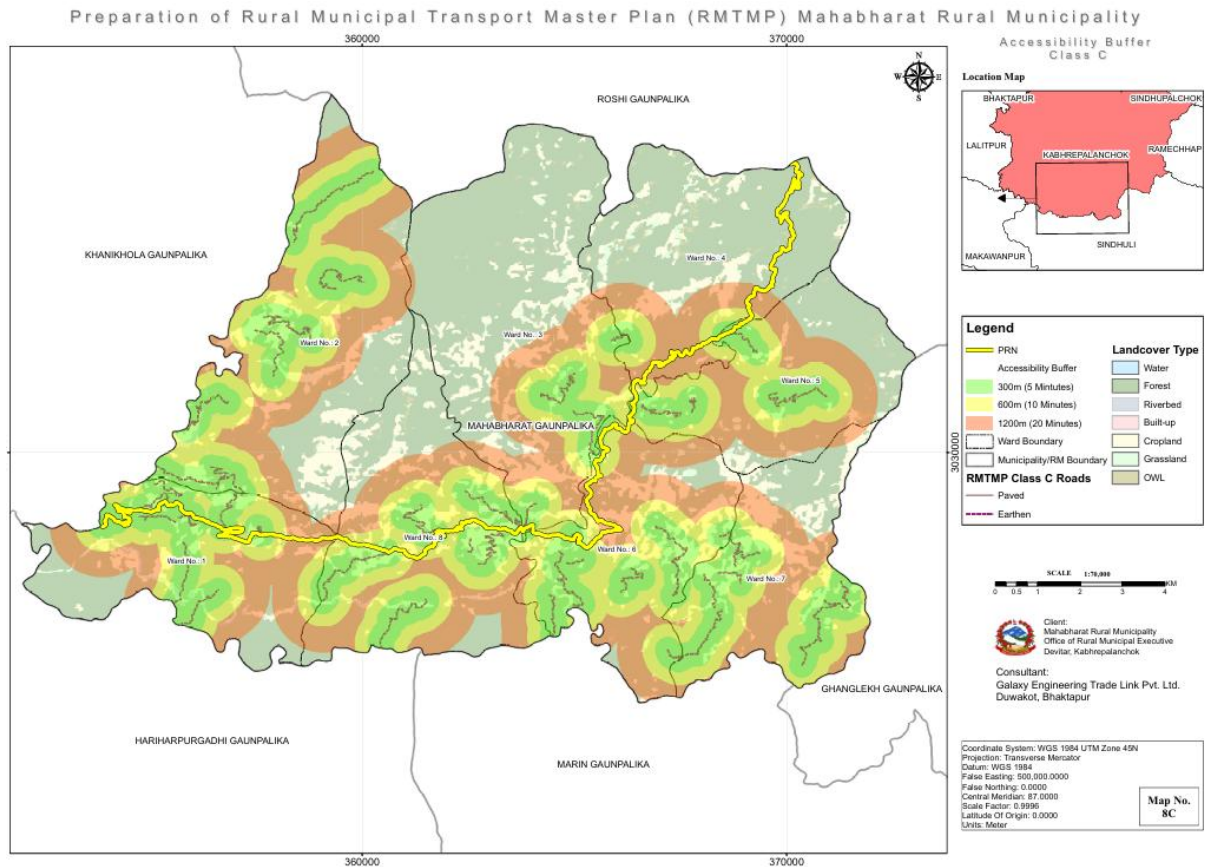 Preparation of Rural Municipal Transport Master Plan (RMTMP) Mahabharat Rural Municipality
360000
370000
Accessibility Buffer
Class C
N
W
E
S
ROSHI GAUNPALIKA
KHANIKHOLA GAUNPALIKA
Ward No.: 4
Ward No.: 3
Ward No.: 2
Ward No.: 5
MAHABHARAT GAUNPALIKA
3030000
Ward No.: 8
Ward No.: 6
Ward No.: 1
Ward No.: 7
GHANGLEKH GAUNPALIKA
HARIHARPURGADHI GAUNPALIKA
MARIN GAUNPALIKA
360000
370000
Location Map
BHAKTAPUR
SINDHUPALCHOK
LALITPUR
RAMECHHAP
KABHREPALANCHOK
SINDHULI
MAKAWANPUR
Legend
PRN
Accessibility Buffer
300m (5 Mintutes)
600m (10 Minutes)
1200m (20 Minutes)
Ward Boundary
Municipality/RM Boundary
RMTMP Class C Roads
Paved
Earthen
Landcover Type
Water
Forest
Riverbed
Built-up
Cropland
Grassland
OWL
SCALE 1:70,000
0 0.5 1 2 3 4 KM
Client:
Mahabharat Rural Municipality
Office of Rural Municipal Executive
Devitar, Kabhrepalanchok
Consultant:
Galaxy Engineering Trade Link Pvt. Ltd.
Duwakot, Bhaktapur
Coordinate System: WGS 1984 UTM Zone 45N
Projection: Transverse Mercator
Datum: WGS 1984
False Easting: 500,000.0000
False Northing: 0.0000
Central Meridian: 87.0000
Scale Factor: 0.9996
Latitude Of Origin: 0.0000
Units: Meter
Map No.
8C